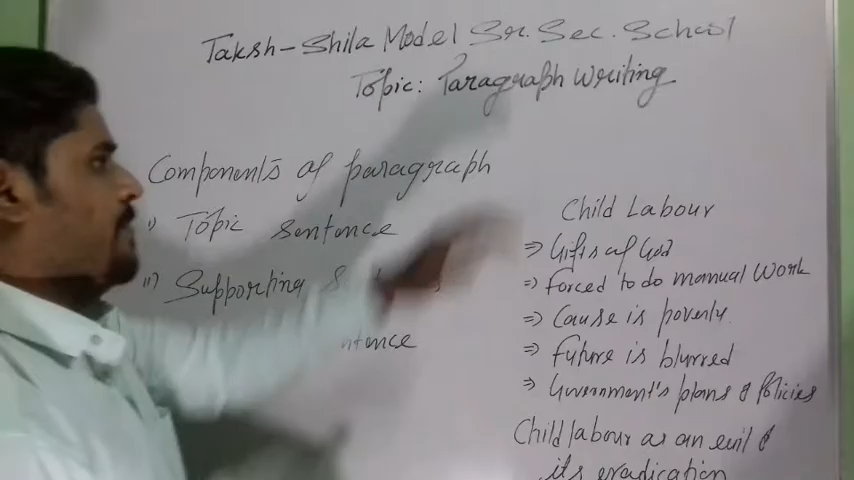 Taksh-Shila Model Sr. Sec. School
Topic: Paragraph Writing
Components of paragraph
i) Topic sentence
ii) Supporting
Child Labour
⇒ Gifts of God
⇒ forced to do manual work
⇒ Cause is poverty.
⇒ future is blurred
⇒ Government's plans & Policies
Child labour as an evil &
its eradication